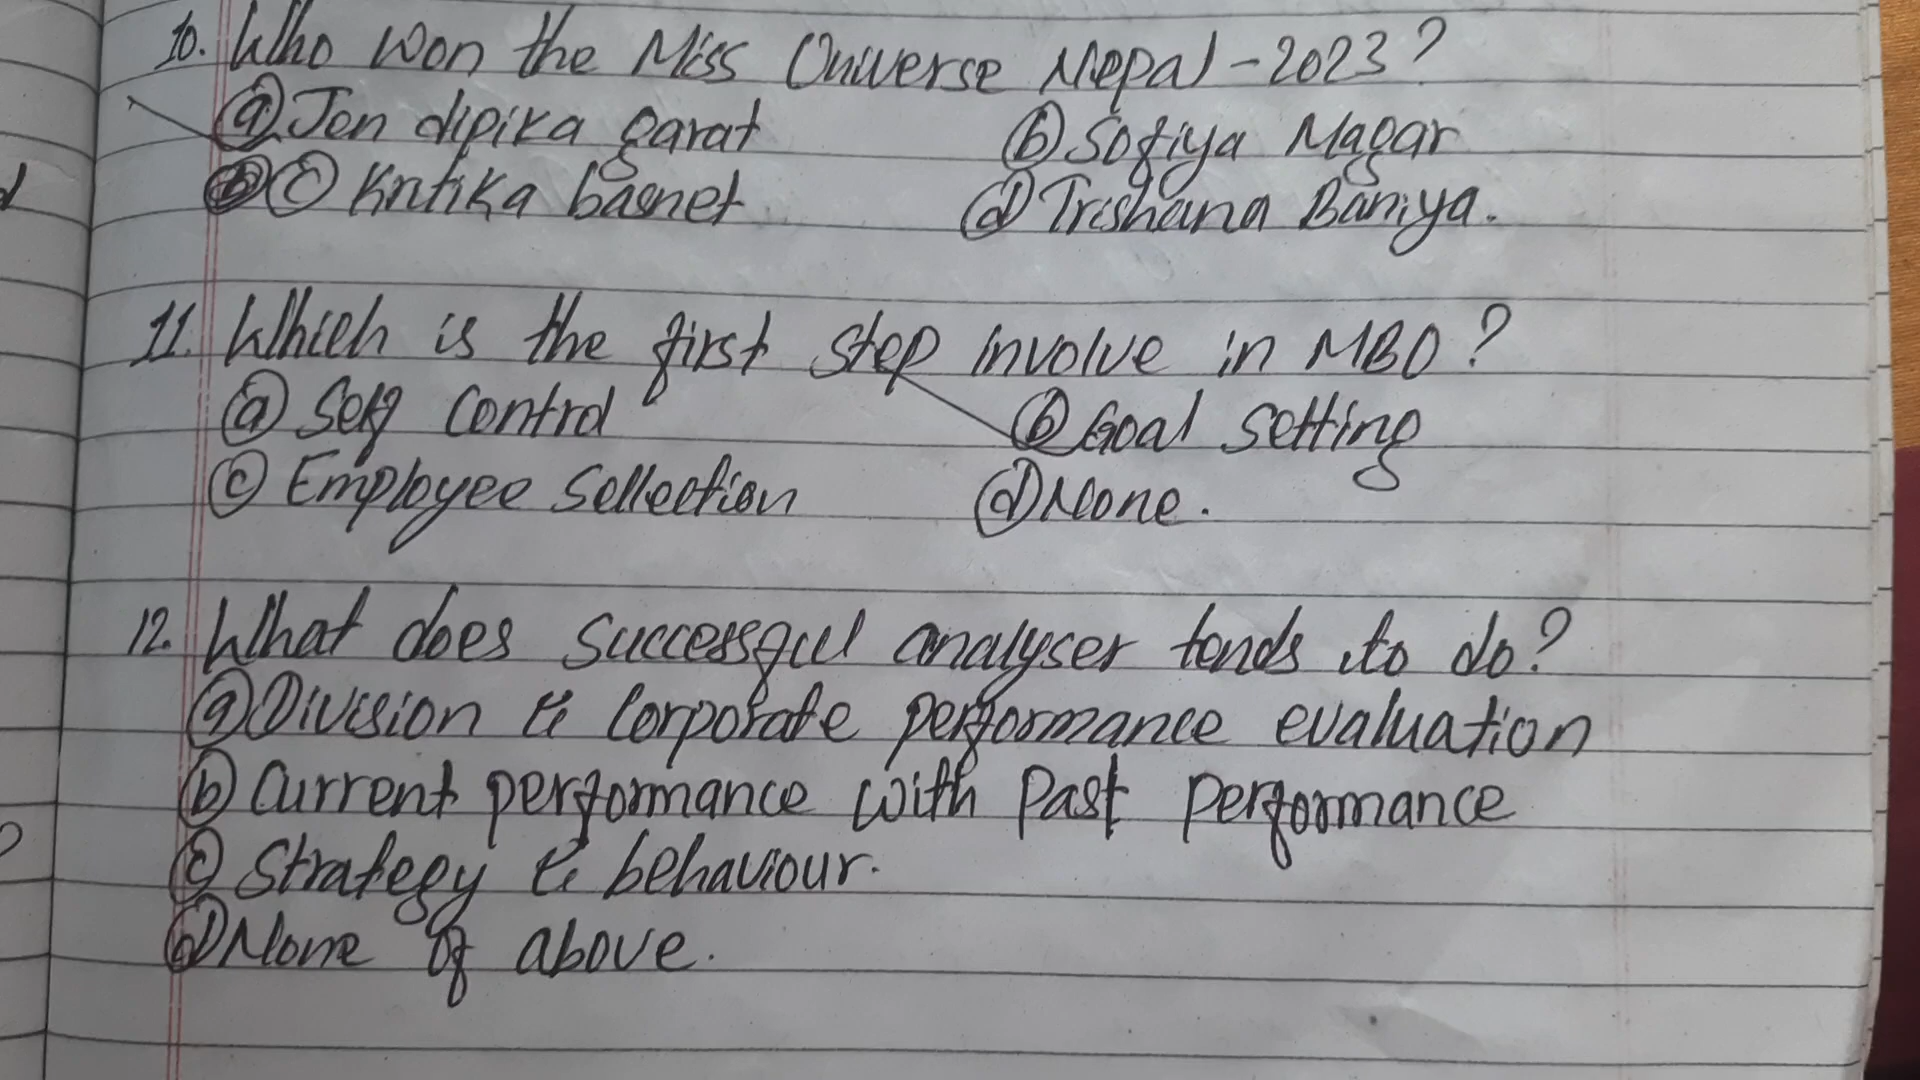 10. Who won the Miss Universe Nepal - 2023?
(a) Jen dipika garat (b) Sofiya Magar
(c) Kritika basnet (d) Trishana Baniya.
11. Which is the first step involve in MBO?
(a) Self Control (b) Goal setting
(c) Employee Sellection (d) None.
12. What does successful analyser tends to do?
(a) Division & Corporate performance evaluation
(b) Current performance with Past performance
(c) Strategy & behaviour.
(d) None of above.